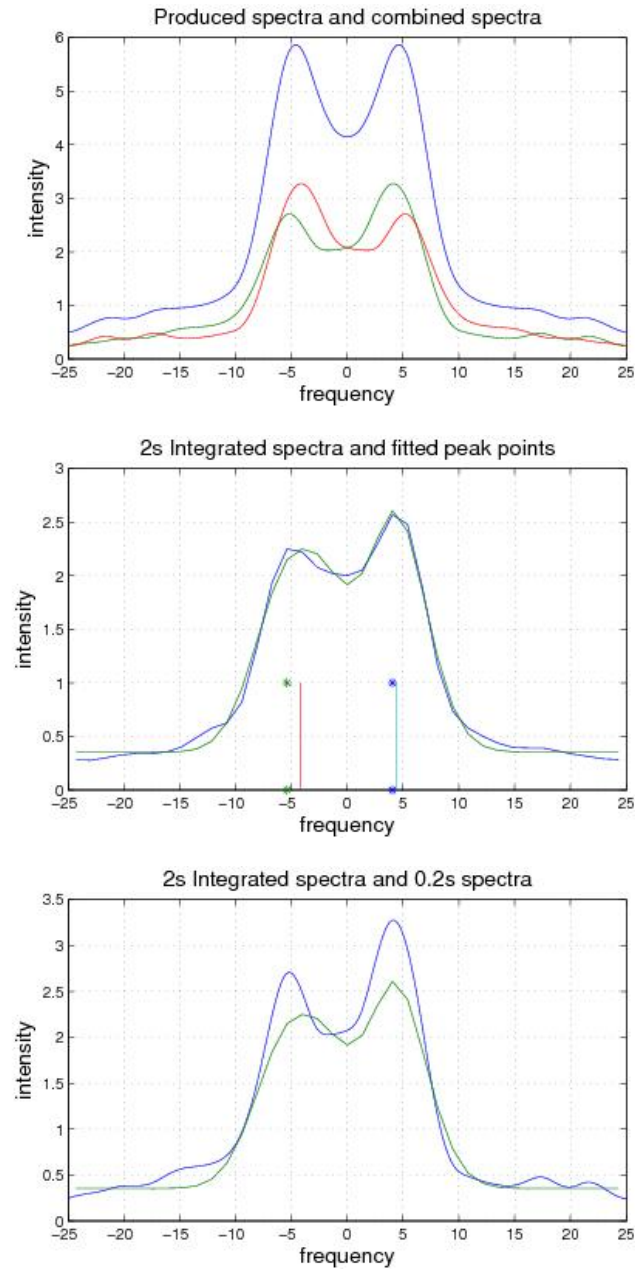 Produced spectra and combined spectra
6
5
4
3
2
1
0
intensity
−25 −20 −15 −10 −5 0 5 10 15 20 25
frequency
2s Integrated spectra and fitted peak points
3
2.5
2
1.5
1
0.5
0
intensity
−25 −20 −15 −10 −5 0 5 10 15 20 25
frequency
2s Integrated spectra and 0.2s spectra
3.5
3
2.5
2
1.5
1
0.5
0
intensity
−25 −20 −15 −10 −5 0 5 10 15 20 25
frequency